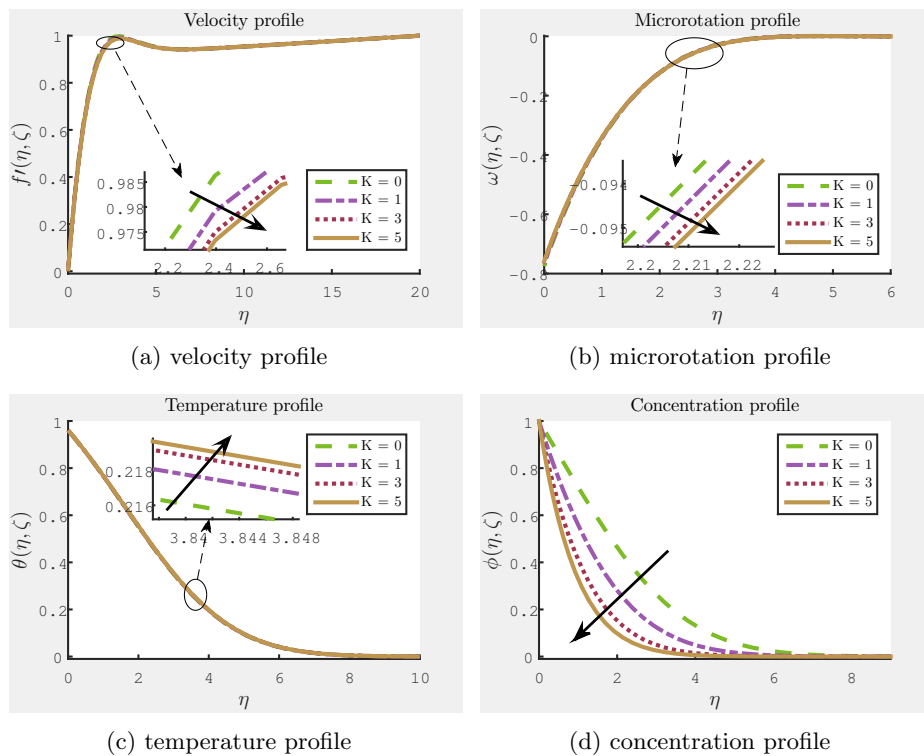 Velocity profile
f′(η, ζ)
1
0.8
0.6
0.4
0.2
0
0.985
0.98
0.975
2.2 2.4 2.6
K = 0
K = 1
K = 3
K = 5
0 5 10 15 20
η
(a) velocity profile
Microrotation profile
ω(η, ζ)
0
−0.2
−0.4
−0.6
−0.8
−0.094
−0.095
2.2 2.21 2.22
K = 0
K = 1
K = 3
K = 5
0 1 2 3 4 5 6
η
(b) microrotation profile
Temperature profile
θ(η, ζ)
1
0.8
0.6
0.4
0.2
0
0.218
0.216
3.84 3.844 3.848
K = 0
K = 1
K = 3
K = 5
0 2 4 6 8 10
η
(c) temperature profile
Concentration profile
ϕ(η, ζ)
1
0.8
0.6
0.4
0.2
0
K = 0
K = 1
K = 3
K = 5
0 2 4 6 8
η
(d) concentration profile